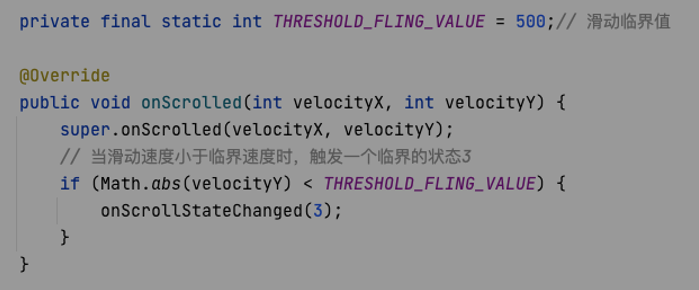 private final static int THRESHOLD_FLING_VALUE = 500;// 滑动临界值
@Override
public void onScrolled(int velocityX, int velocityY) {
super.onScrolled(velocityX, velocityY);
// 当滑动速度小于临界速度时，触发一个临界的状态3
if (Math.abs(velocityY) < THRESHOLD_FLING_VALUE) {
onScrollStateChanged(3);
}
}